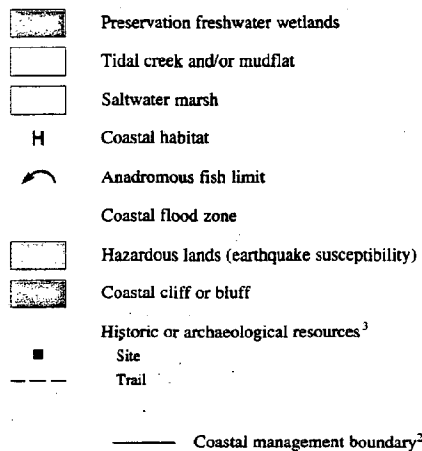 Preservation freshwater wetlands
Tidal creek and/or mudflat
Saltwater marsh
H Coastal habitat
Anadromous fish limit
Coastal flood zone
Hazardous lands (earthquake susceptibility)
Coastal cliff or bluff
Historic or archaeological resources³
Site
Trail
Coastal management boundary²